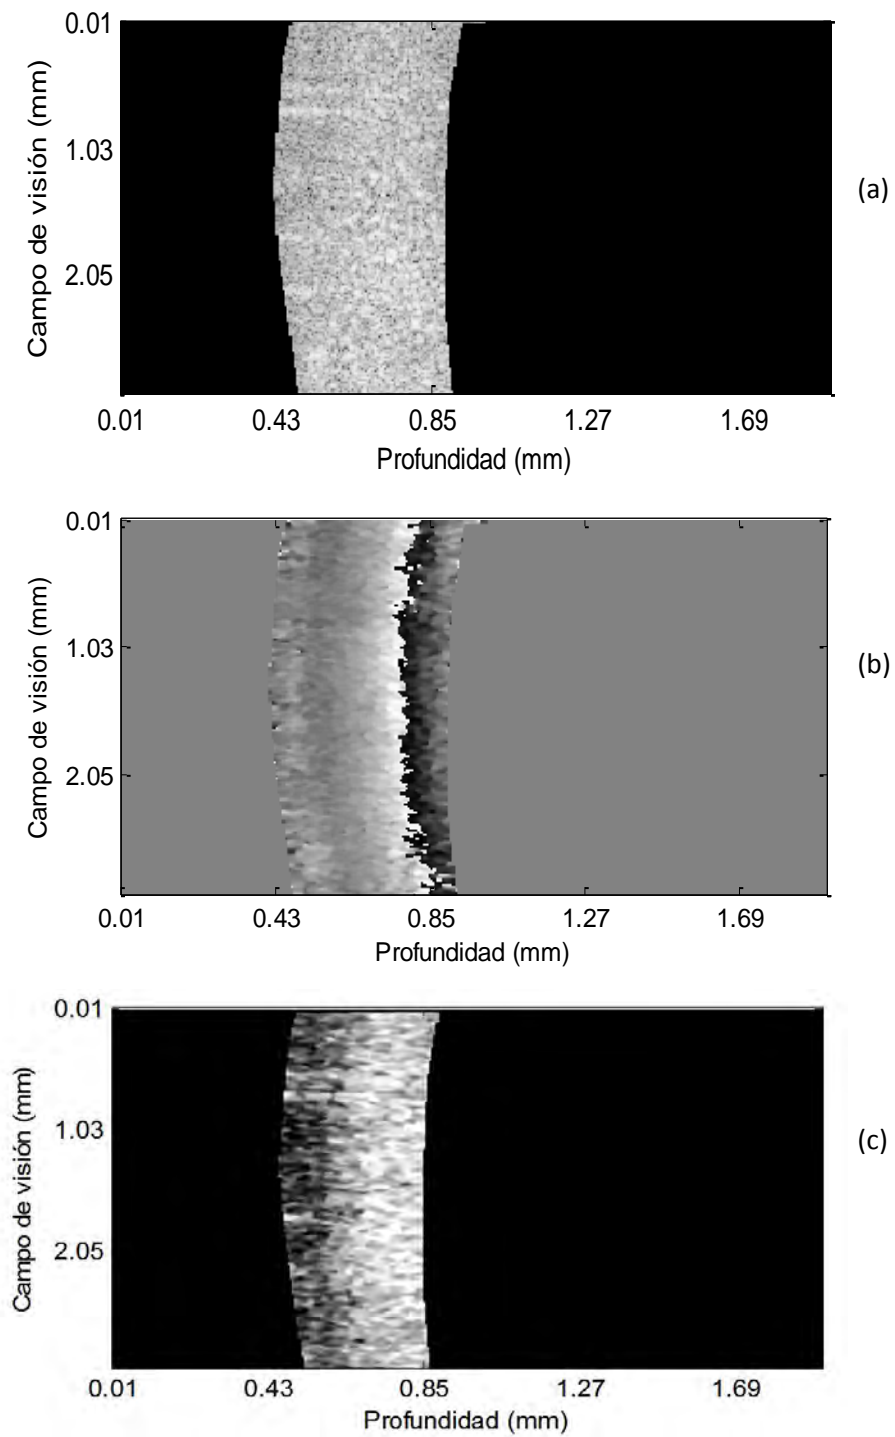 0.01
1.03
2.05
Campo de visión (mm)
(a)
0.01 0.43 0.85 1.27 1.69
Profundidad (mm)
0.01
1.03
2.05
Campo de visión (mm)
(b)
0.01 0.43 0.85 1.27 1.69
Profundidad (mm)
0.01
1.03
2.05
Campo de visión (mm)
(c)
0.01 0.43 0.85 1.27 1.69
Profundidad (mm)